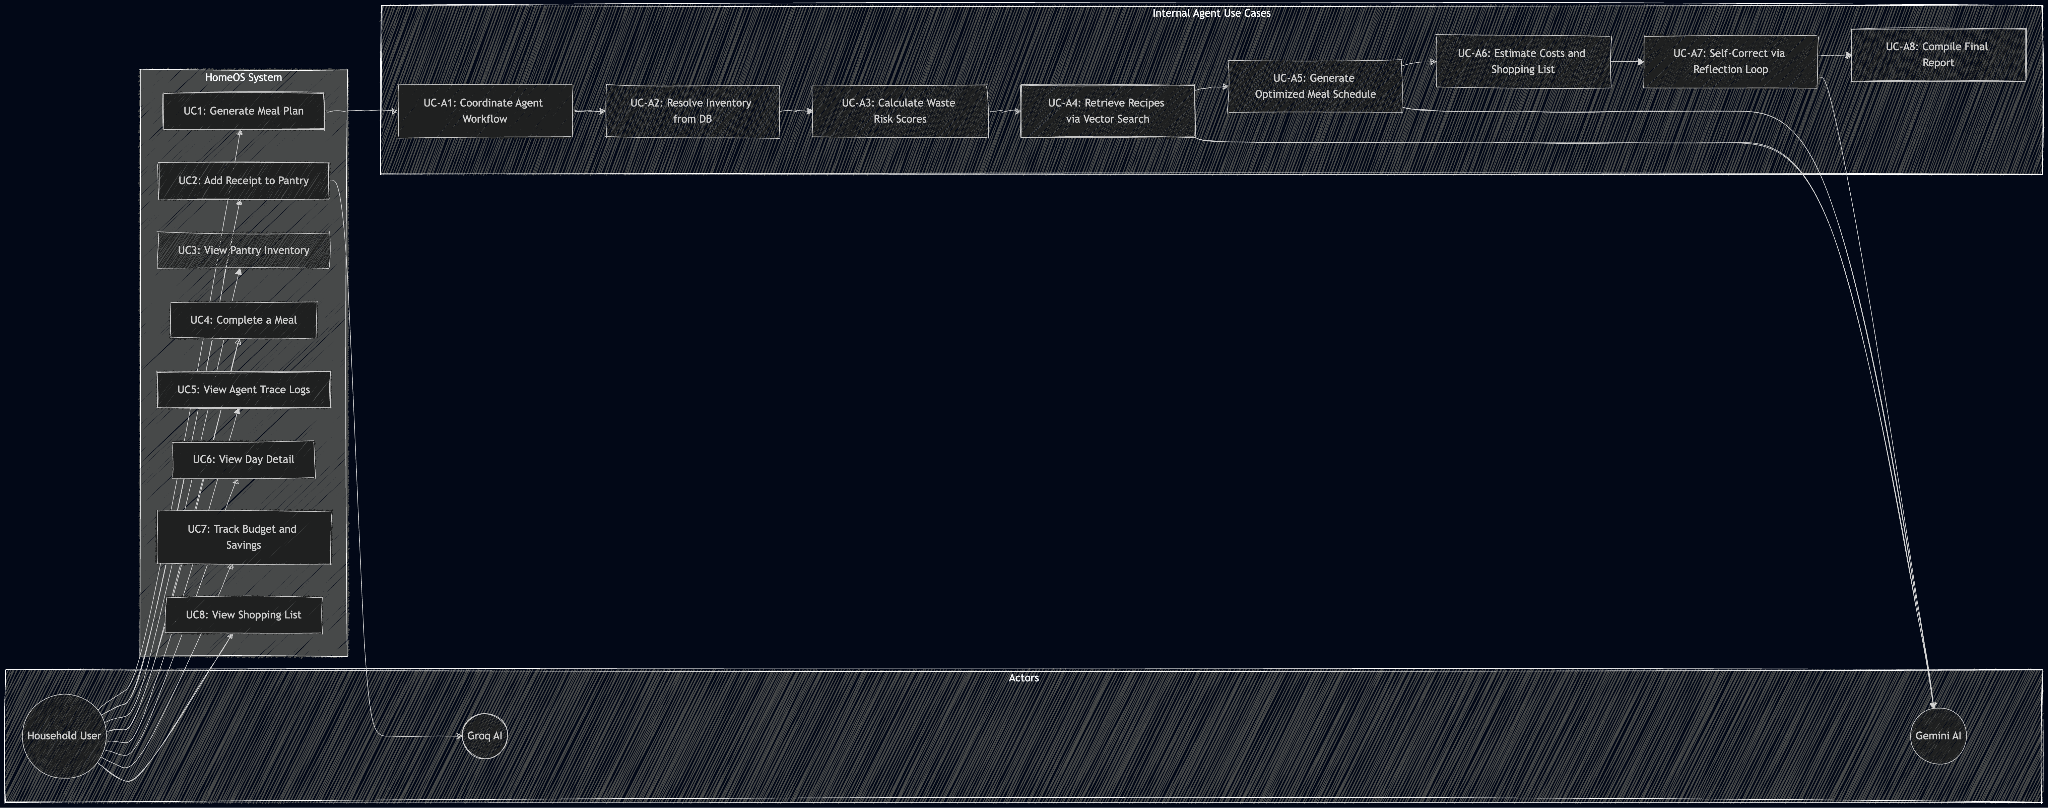 Internal Agent Use Cases
UC-A1: Coordinate Agent
Workflow
UC-A2: Resolve Inventory
from DB
UC-A3: Calculate Waste
Risk Scores
UC-A4: Retrieve Recipes
via Vector Search
UC-A5: Generate
Optimized Meal Schedule
UC-A6: Estimate Costs and
Shopping List
UC-A7: Self-Correct via
Reflection Loop
UC-A8: Compile Final
Report
HomeOS System
UC1: Generate Meal Plan
UC2: Add Receipt to Pantry
UC3: View Pantry Inventory
UC4: Complete a Meal
UC5: View Agent Trace Logs
UC6: View Day Detail
UC7: Track Budget and
Savings
UC8: View Shopping List
Actors
Household User
Groq AI
Gemini AI